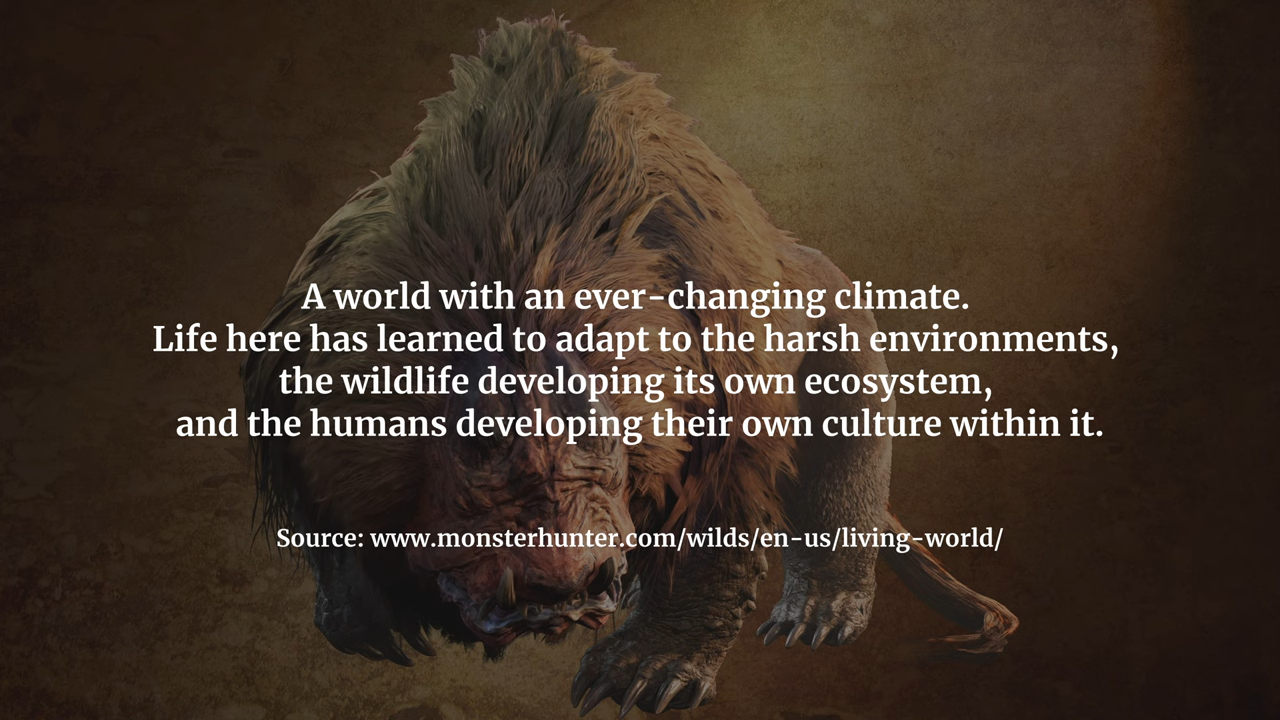 A world with an ever-changing climate.
Life here has learned to adapt to the harsh environments,
the wildlife developing its own ecosystem,
and the humans developing their own culture within it.
Source: www.monsterhunter.com/wilds/en-us/living-world/